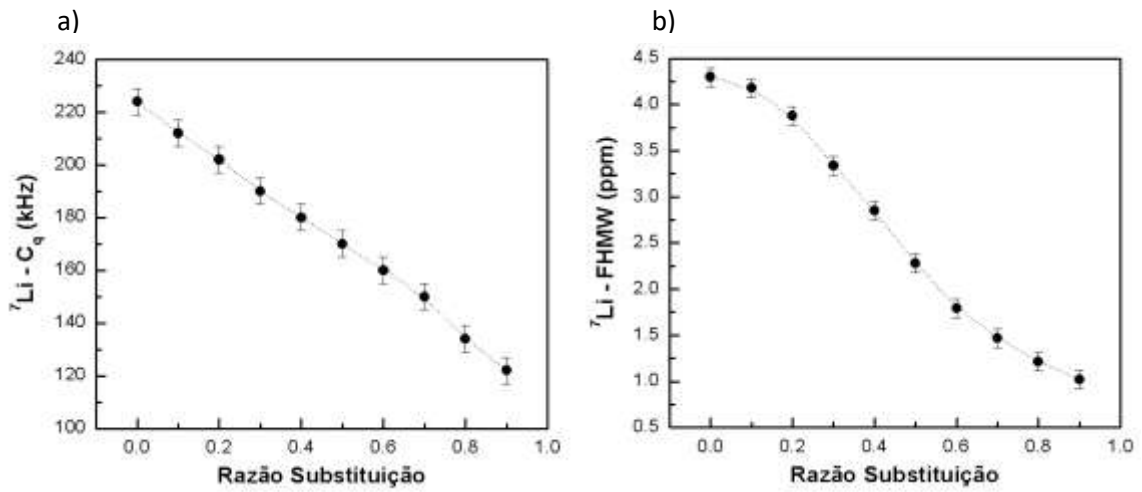 a)
240
220
200
180
160
140
120
100
⁷Li - C_q (kHz)
0.0 0.2 0.4 0.6 0.8 1.0
Razão Substituição
b)
4.5
4.0
3.5
3.0
2.5
2.0
1.5
1.0
0.5
⁷Li - FHMW (ppm)
0.0 0.2 0.4 0.6 0.8 1.0
Razão Substituição